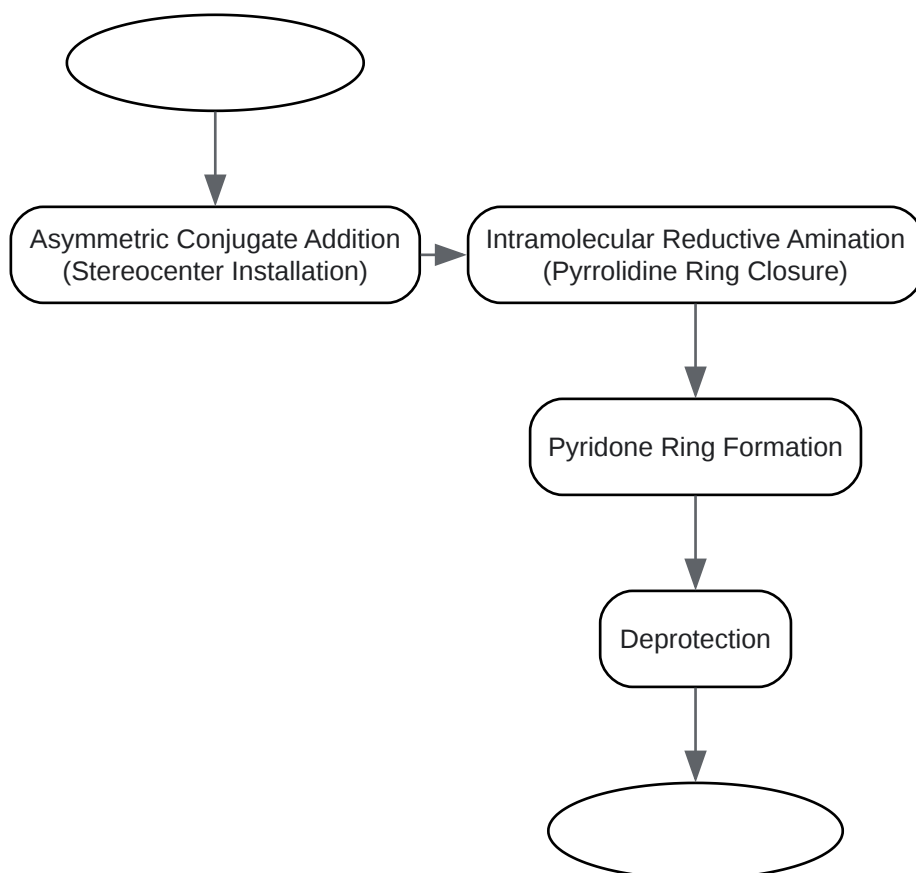 Asymmetric Conjugate Addition
(Stereocenter Installation)
Intramolecular Reductive Amination
(Pyrrolidine Ring Closure)
Pyridone Ring Formation
Deprotection